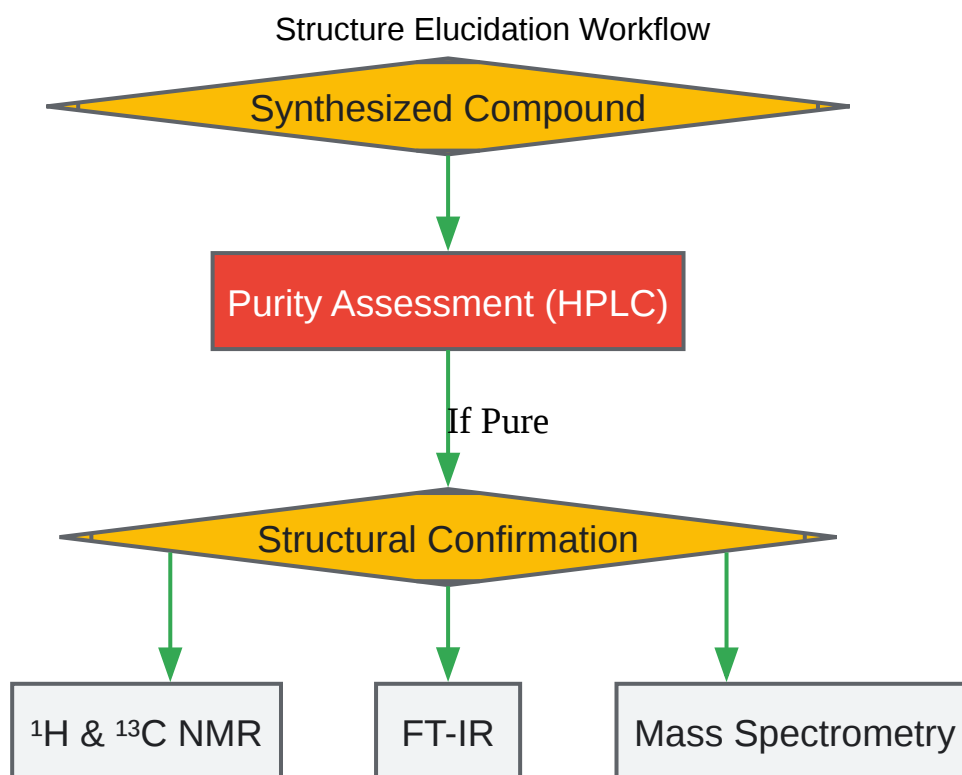 Structure Elucidation Workflow
Synthesized Compound
Purity Assessment (HPLC)
If Pure
Structural Confirmation
¹H & ¹³C NMR
FT-IR
Mass Spectrometry